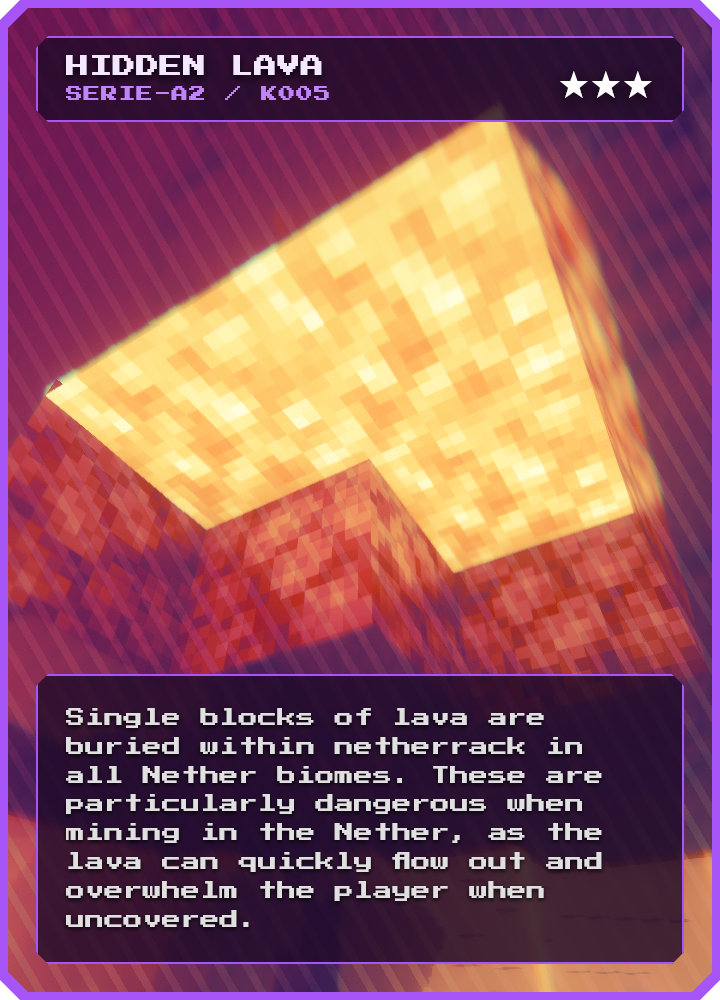 HIDDEN LAVA
SERIE-A2 / K005
★★★
Single blocks of lava are
buried within netherrack in
all Nether biomes. These are
particularly dangerous when
mining in the Nether, as the
lava can quickly flow out and
overwhelm the player when
uncovered.